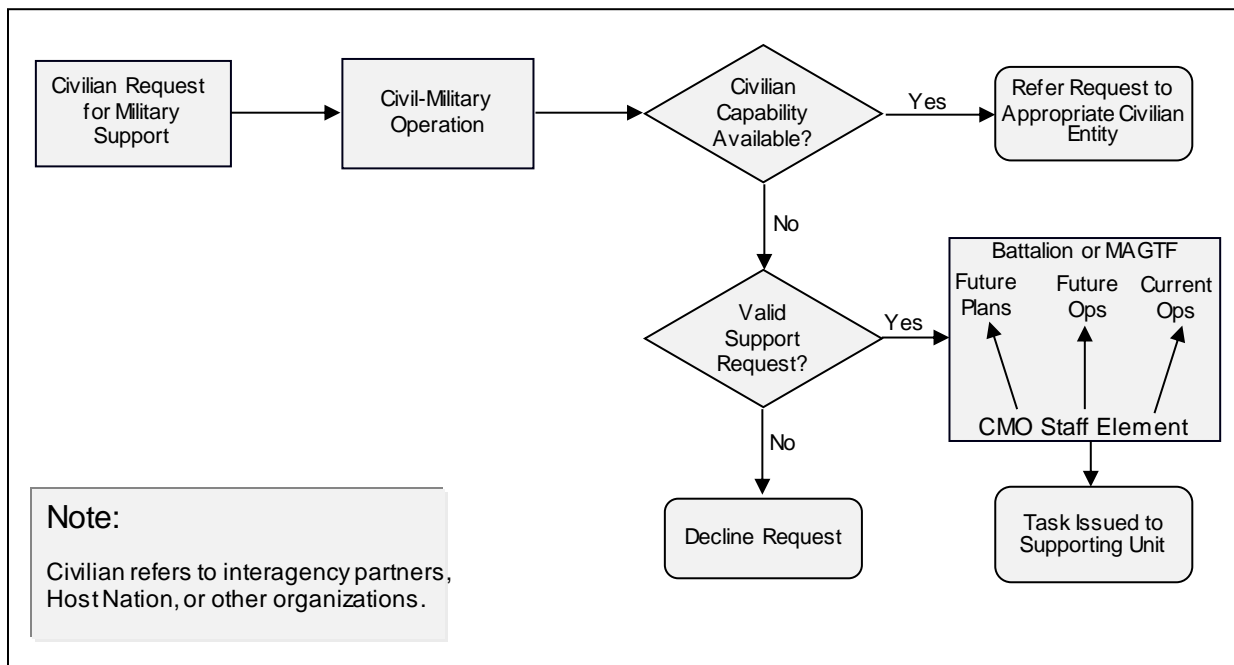 Civilian Request
for Military
Support
Civil-Military
Operation
Civilian
Capability
Available?
Yes
Refer Request to
Appropriate Civilian
Entity
No
Valid
Support
Request?
Yes
Battalion or MAGTF
Future
Plans
Future
Ops
Current
Ops
CMO Staff Element
No
Decline Request
Task Issued to
Supporting Unit
Note:
Civilian refers to interagency partners,
Host Nation, or other organizations.